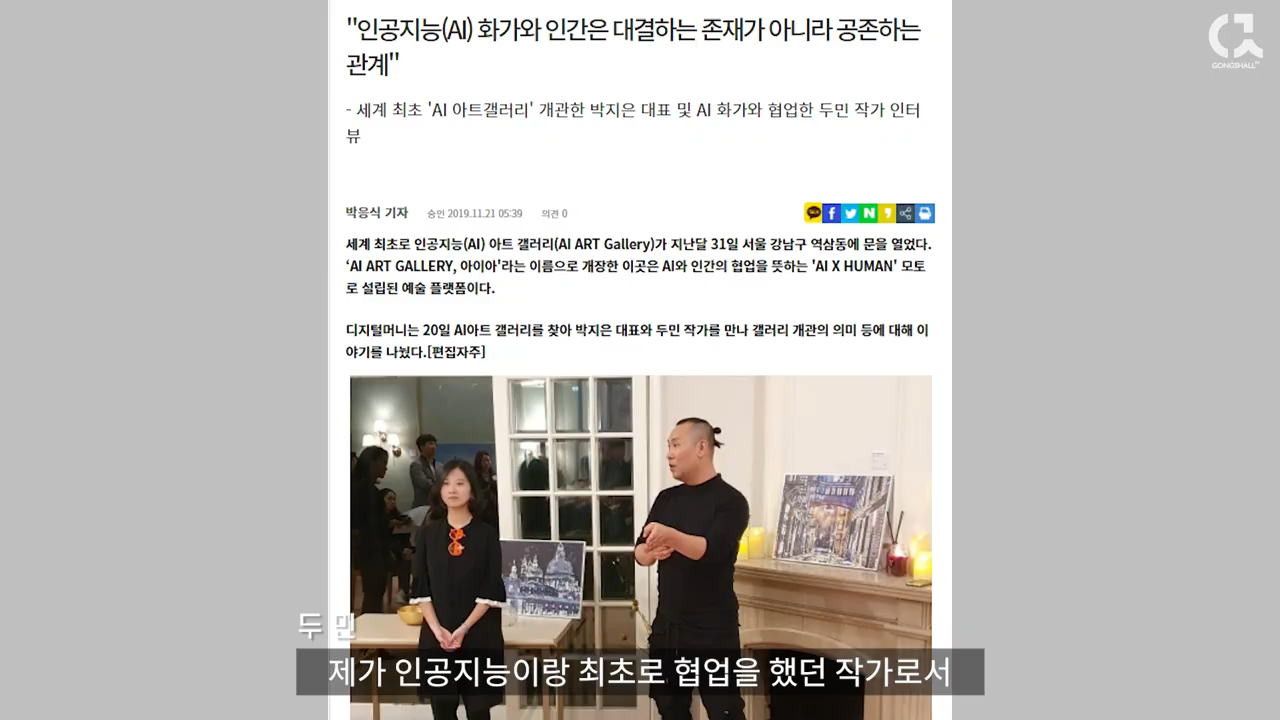 "인공지능(AI) 화가와 인간은 대결하는 존재가 아니라 공존하는
관계"
- 세계 최초 'AI 아트갤러리' 개관한 박지은 대표 및 AI 화가와 협업한 두민 작가 인터
뷰
GONGSHALL TV
박응식 기자 승인 2019.11.21 05:39 의견 0
세계 최초로 인공지능(AI) 아트 갤러리(AI ART Gallery)가 지난달 31일 서울 강남구 역삼동에 문을 열었다.
‘AI ART GALLERY, 아이아'라는 이름으로 개장한 이곳은 AI와 인간의 협업을 뜻하는 'AI X HUMAN' 모토
로 설립된 예술 플랫폼이다.
디지털머니는 20일 AI아트 갤러리를 찾아 박지은 대표와 두민 작가를 만나 갤러리 개관의 의미 등에 대해 이
야기를 나눴다.[편집자주]
두 민
제가 인공지능이랑 최초로 협업을 했던 작가로서